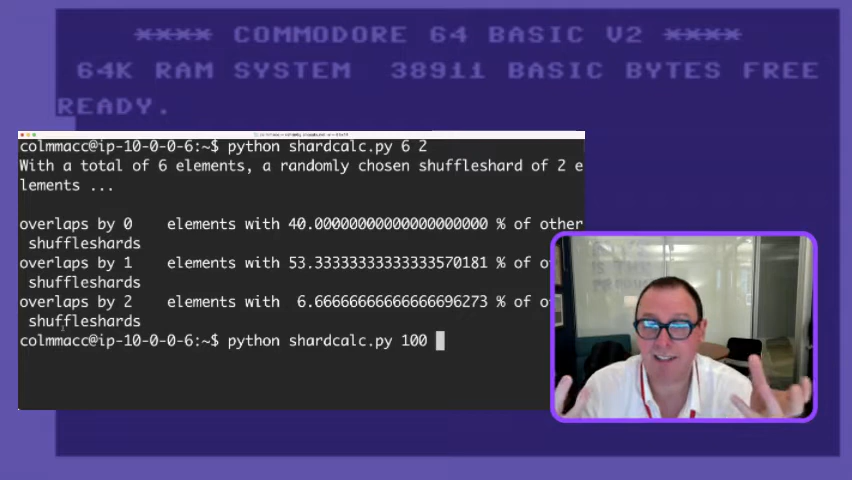 **** COMMODORE 64 BASIC V2 ****
64K RAM SYSTEM 38911 BASIC BYTES FREE
READY.
colmmacc@ip-10-0-0-6:~$ python shardcalc.py 6 2
With a total of 6 elements, a randomly chosen shuffleshard of 2 e
lements ...
overlaps by 0 elements with 40.00000000000000000000 % of other
shuffleshards
overlaps by 1 elements with 53.33333333333333570181 % of
shuffleshards
overlaps by 2 elements with 6.66666666666666696273 % of
shuffleshards
colmmacc@ip-10-0-0-6:~$ python shardcalc.py 100